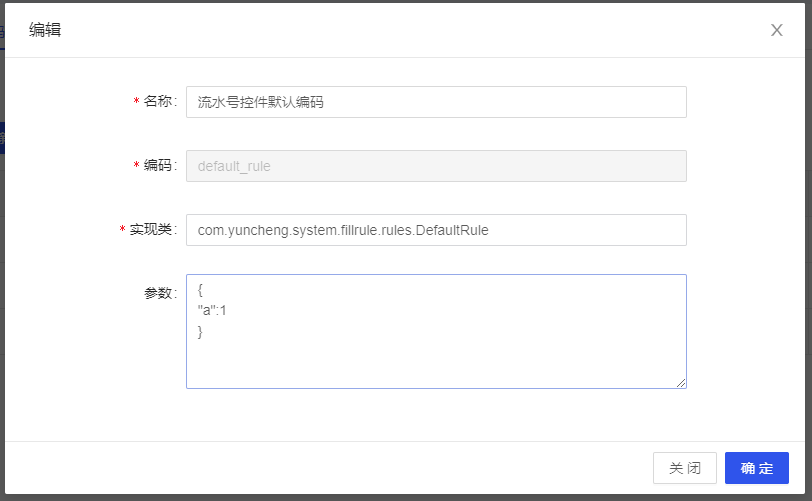 编辑
* 名称: 流水号控件默认编码
* 编码: default_rule
* 实现类: com.yuncheng.system.fillrule.rules.DefaultRule
参数: {
"a":1
}
关 闭 确 定